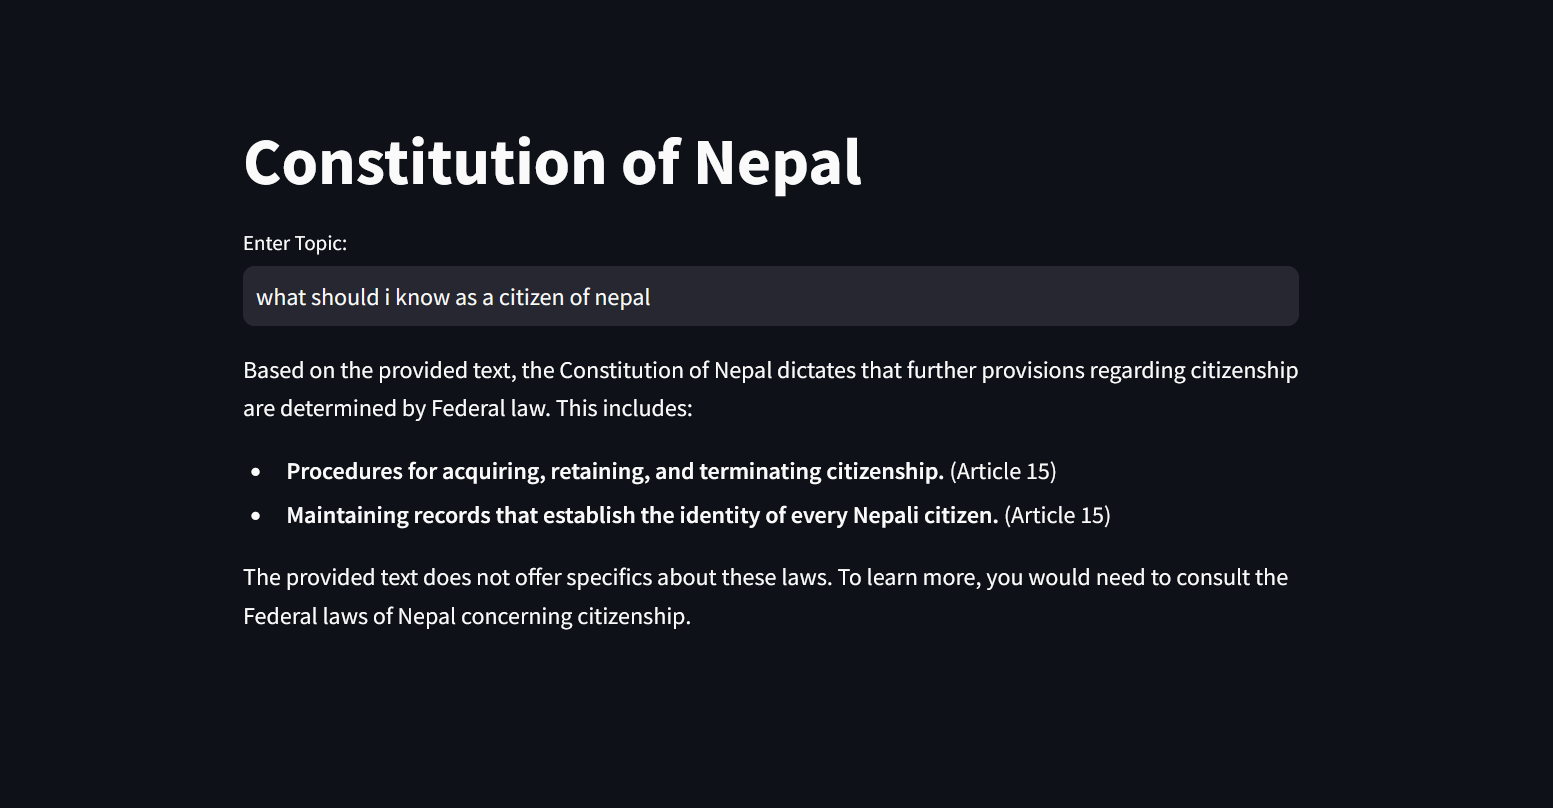 Constitution of Nepal
Enter Topic:
what should i know as a citizen of nepal
Based on the provided text, the Constitution of Nepal dictates that further provisions regarding citizenship
are determined by Federal law. This includes:
• Procedures for acquiring, retaining, and terminating citizenship. (Article 15)
• Maintaining records that establish the identity of every Nepali citizen. (Article 15)
The provided text does not offer specifics about these laws. To learn more, you would need to consult the
Federal laws of Nepal concerning citizenship.